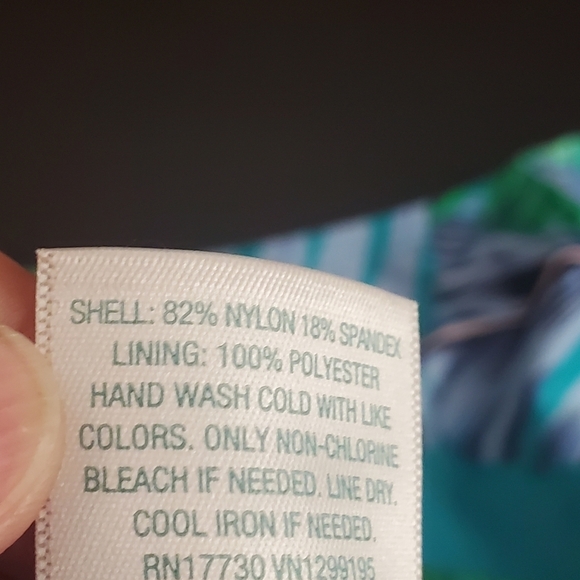 SHELL: 82% NYLON 18% SPANDEX
LINING: 100% POLYESTER
HAND WASH COLD WITH LIKE
COLORS. ONLY NON-CHLORINE
BLEACH IF NEEDED. LINE DRY.
COOL IRON IF NEEDED.
RN17730 VN1299195